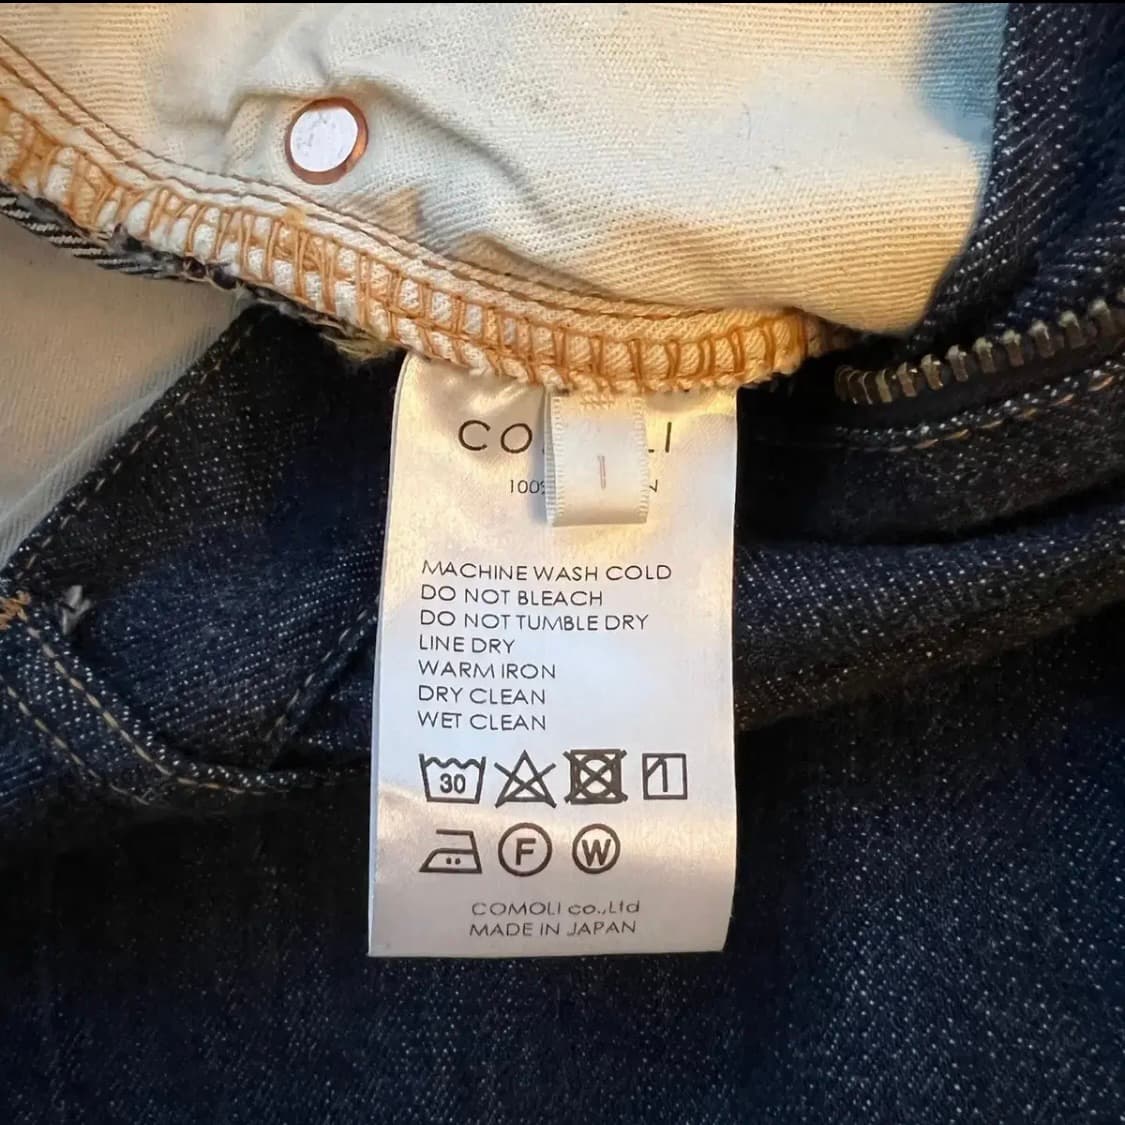 1
MACHINE WASH COLD
DO NOT BLEACH
DO NOT TUMBLE DRY
LINE DRY
WARM IRON
DRY CLEAN
WET CLEAN
30
F W
COMOLI co.,Ltd
MADE IN JAPAN